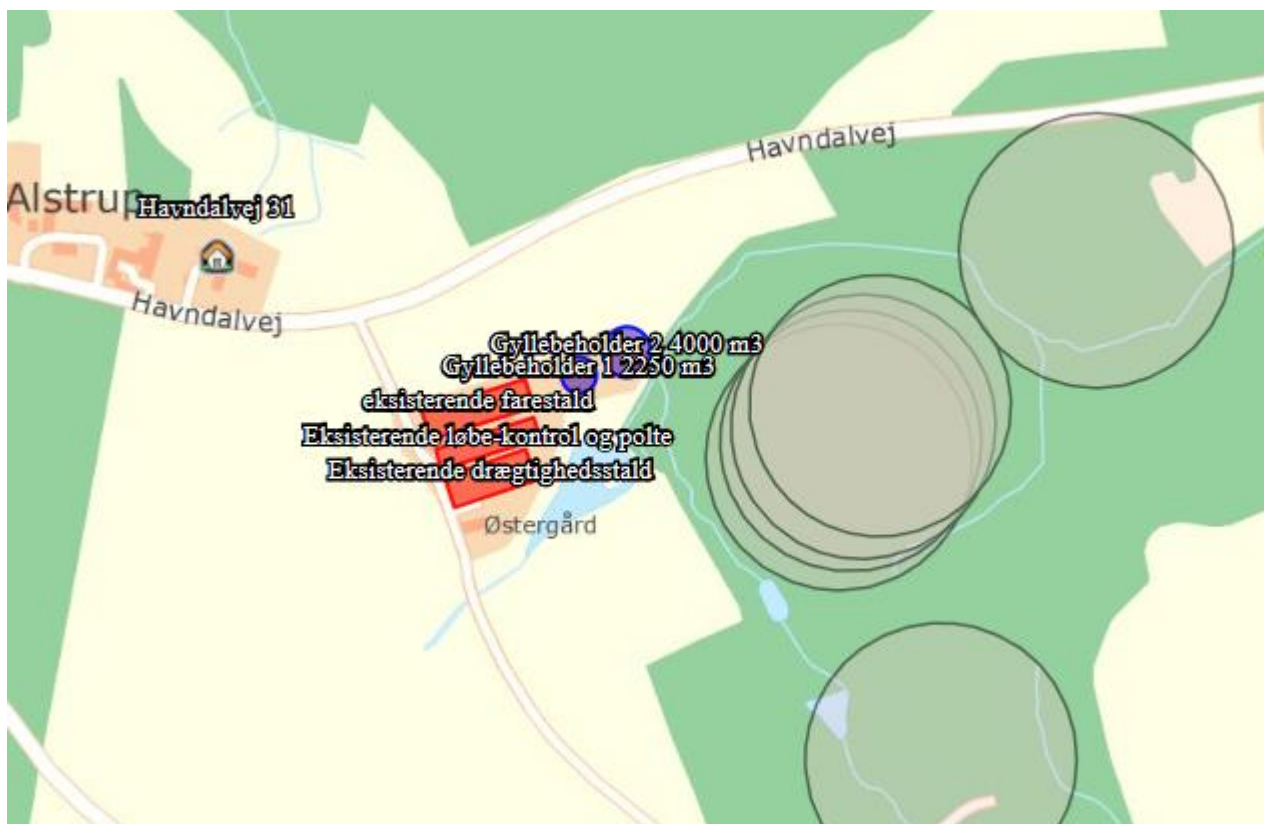 Havndalvej
Alstrup
Havndalvej 31
Havndalvej
Gyllebeholder 2 4000 m3
Gyllebeholder 1 2250 m3
eksisterende farestald
Eksisterende løbe-kontrol og polte
Eksisterende drægtighedsstald
Østergård